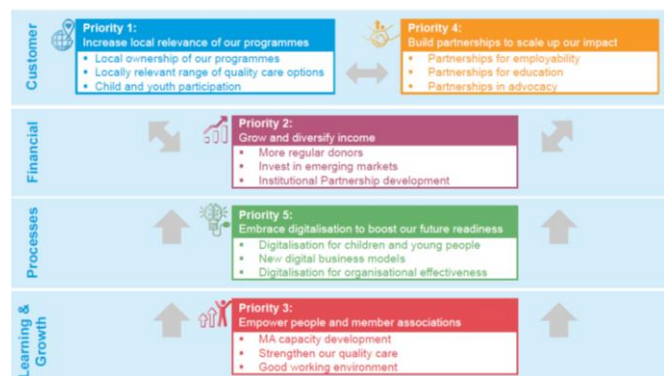 Customer
Priority 1:
Increase local relevance of our programmes
▪ Local ownership of our programmes
▪ Locally relevant range of quality care options
▪ Child and youth participation
Priority 4:
Build partnerships to scale up our impact
▪ Partnerships for employability
▪ Partnerships for education
▪ Partnerships in advocacy
Financial
Priority 2:
Grow and diversify income
▪ More regular donors
▪ Invest in emerging markets
▪ Institutional Partnership development
Processes
Priority 5:
Embrace digitalisation to boost our future readiness
▪ Digitalisation for children and young people
▪ New digital business models
▪ Digitalisation for organisational effectiveness
Learning &
Growth
Priority 3:
Empower people and member associations
▪ MA capacity development
▪ Strengthen our quality care
▪ Good working environment